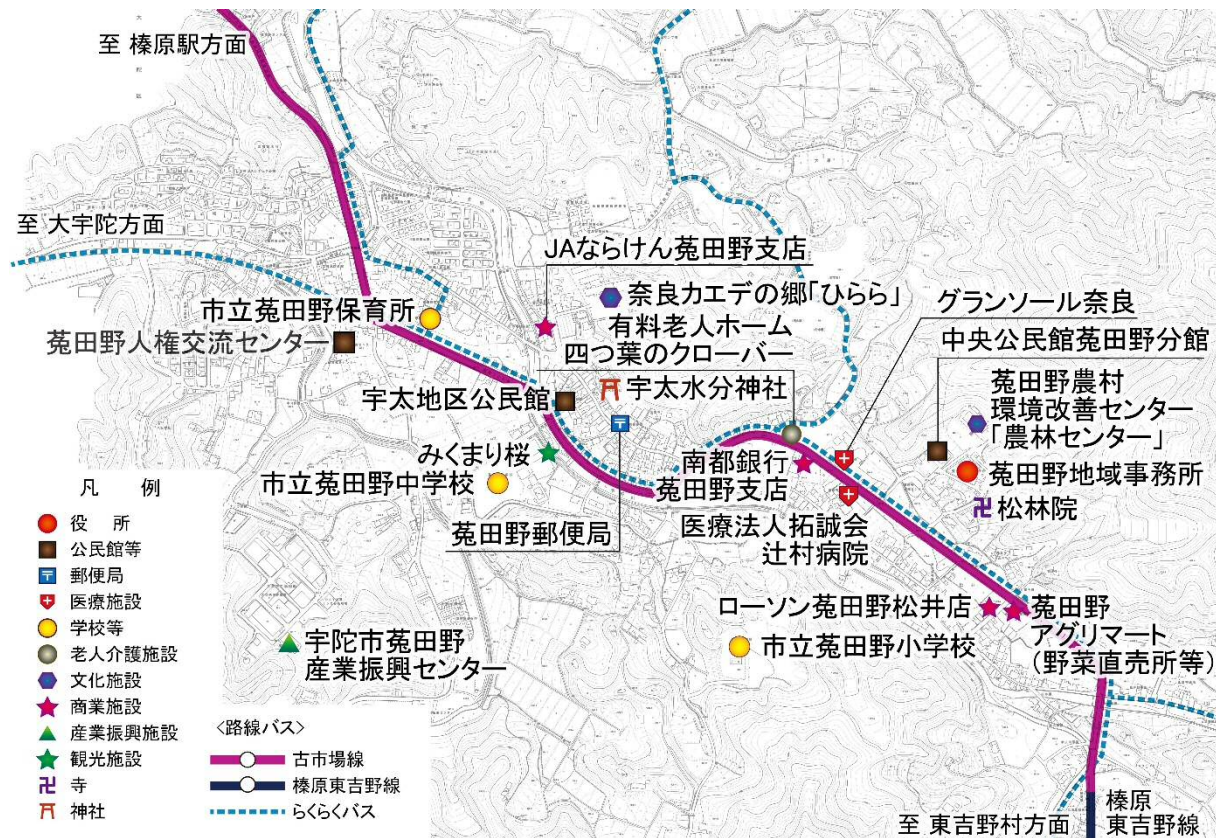 至 榛原駅方面
至 大宇陀方面
JAならけん菟田野支店
奈良カエデの郷「ひらら」
有料老人ホーム
四つ葉のクローバー
グランソール奈良
中央公民館菟田野分館
市立菟田野保育所
菟田野人権交流センター
菟田野農村
環境改善センター
「農林センター」
宇太地区公民館
宇太水分神社
みくまり桜
市立菟田野中学校
南都銀行
菟田野支店
菟田野地域事務所
松林院
菟田野郵便局
医療法人拓誠会
辻村病院
ローソン菟田野松井店
菟田野
アグリマート
(野菜直売所等)
市立菟田野小学校
宇陀市菟田野
産業振興センター
凡 例
役 所
公民館等
郵便局
医療施設
学校等
老人介護施設
文化施設
商業施設
産業振興施設
観光施設
寺
神社
<路線バス>
古市場線
榛原東吉野線
らくらくバス
至 東吉野村方面
榛原
東吉野線